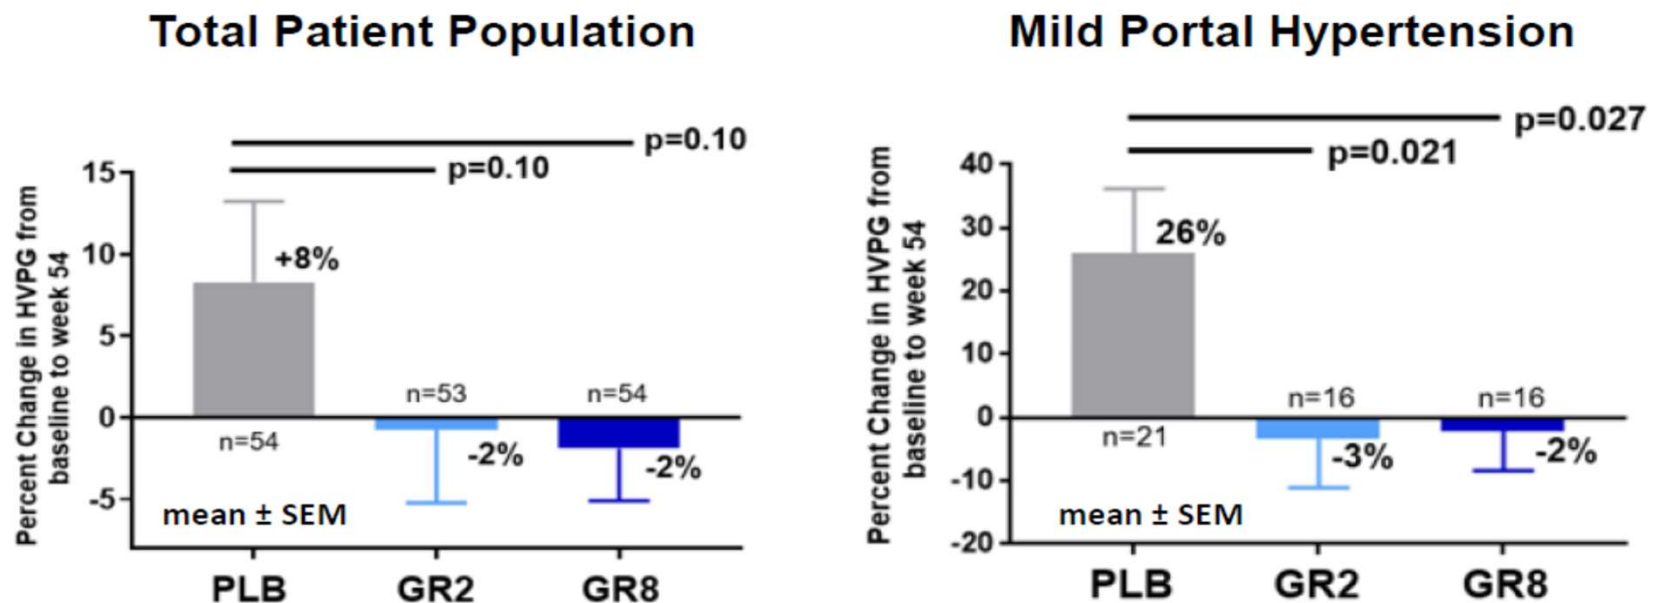 Total Patient Population
p=0.10
p=0.10
Percent Change in HVPG from
baseline to week 54
15
10
5
0
-5
+8%
n=54
n=53
-2%
n=54
-2%
mean ± SEM
PLB
GR2
GR8
Mild Portal Hypertension
p=0.027
p=0.021
Percent Change in HVPG from
baseline to week 54
40
30
20
10
0
-10
-20
26%
n=21
n=16
-3%
n=16
-2%
mean ± SEM
PLB
GR2
GR8